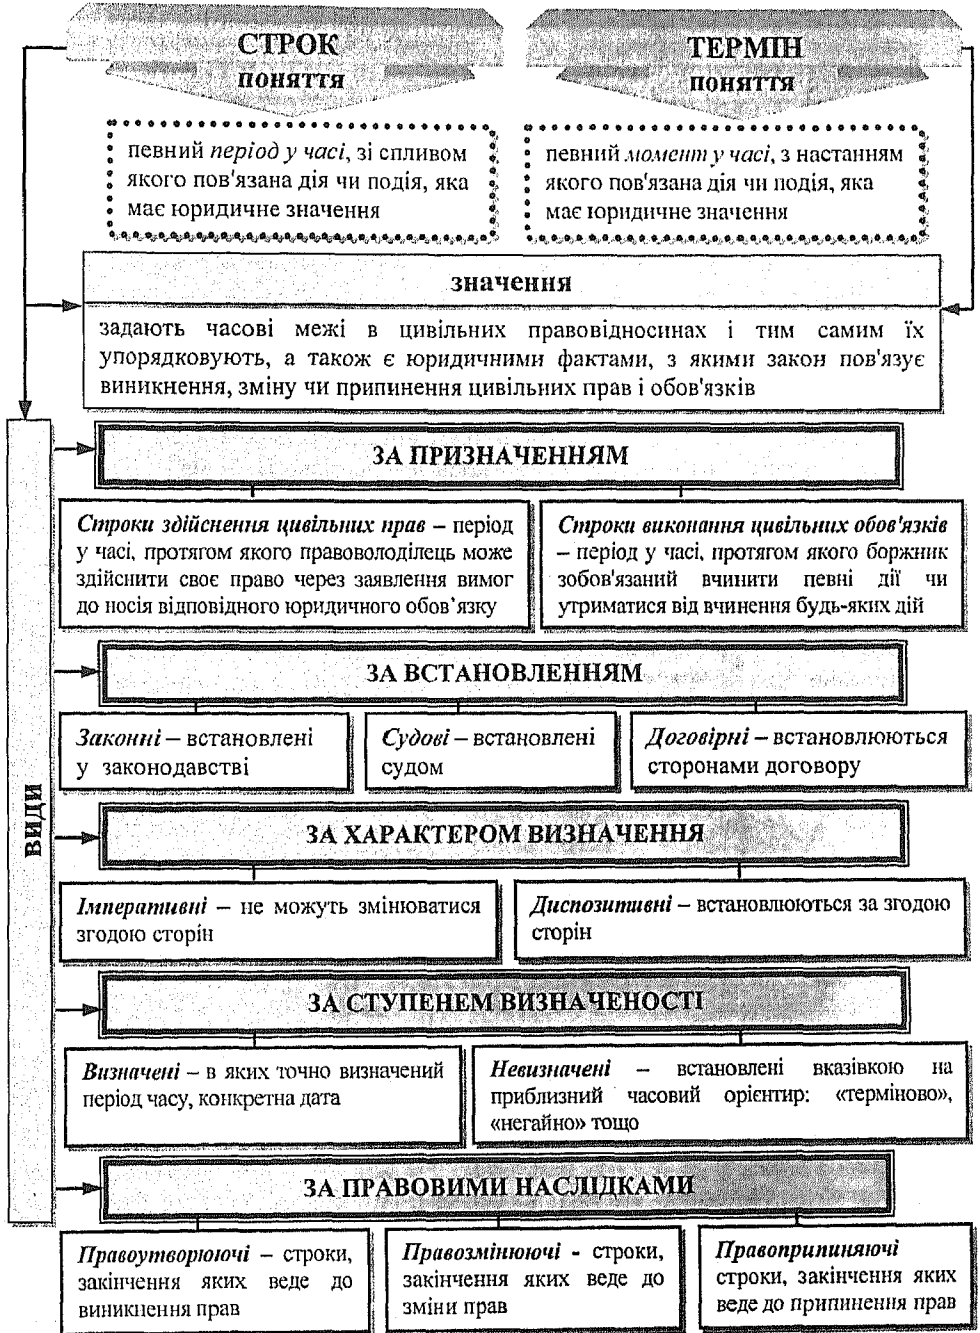 СТРОК
ПОНЯТТЯ
ТЕРМІН
ПОНЯТТЯ
певний період у часі, зі спливом
якого пов'язана дія чи подія, яка
має юридичне значення
певний момент у часі, з настанням
якого пов'язана дія чи подія, яка
має юридичне значення
значення
задають часові межі в цивільних правовідносинах і тим самим їх
упорядковують, а також є юридичними фактами, з якими закон пов'язує
виникнення, зміну чи припинення цивільних прав і обов'язків
ВИДИ
ЗА ПРИЗНАЧЕННЯМ
Строки здійснення цивільних прав – період
у часі, протягом якого правоволоділець може
здійснити своє право через заявлення вимог
до носія відповідного юридичного обов'язку
Строки виконання цивільних обов'язків
– період у часі, протягом якого боржник
зобов'язаний вчинити певні дії чи
утриматися від вчинення будь-яких дій
ЗА ВСТАНОВЛЕННЯМ
Законні – встановлені
у законодавстві
Судові – встановлені
судом
Договірні – встановлюються
сторонами договору
ЗА ХАРАКТЕРОМ ВИЗНАЧЕННЯ
Імперативні – не можуть змінюватися
згодою сторін
Диспозитивні – встановлюються за згодою
сторін
ЗА СТУПЕНЕМ ВИЗНАЧЕНОСТІ
Визначені – в яких точно визначений
період часу, конкретна дата
Невизначені – встановлені вказівкою на
приблизний часовий орієнтир: «терміново»,
«негайно» тощо
ЗА ПРАВОВИМИ НАСЛІДКАМИ
Правоутворюючі – строки,
закінчення яких веде до
виникнення прав
Правозмінюючі - строки,
закінчення яких веде до
зміни прав
Правоприпиняючі
строки, закінчення яких
веде до припинення прав